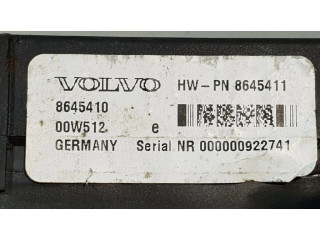 VOLVO HW-PN 8645411
8645410
00W512 e
GERMANY Serial NR 000000922741